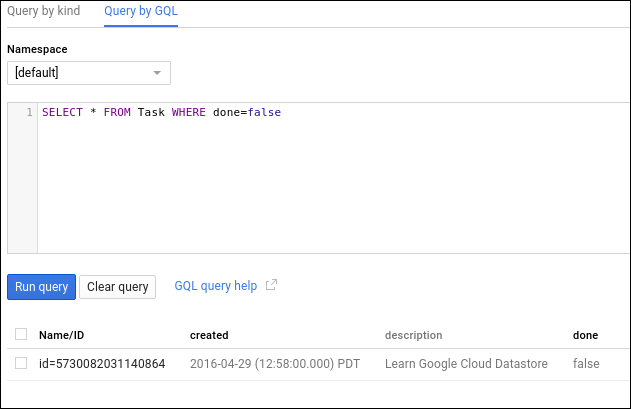 Query by kind Query by GQL
Namespace
[default]
1 SELECT * FROM Task WHERE done=false
Run query Clear query GQL query help
Name/ID created description done
id=5730082031140864 2016-04-29 (12:58:00.000) PDT Learn Google Cloud Datastore false